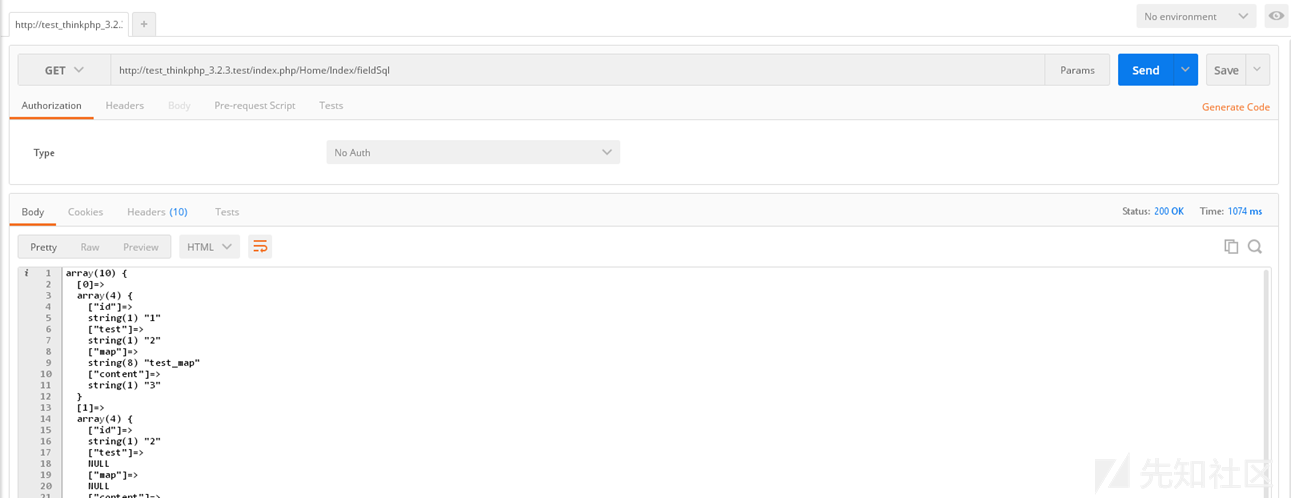 http://test_thinkphp_3.2.:
+
No environment
GET
http://test_thinkphp_3.2.3.test/index.php/Home/Index/fieldSql
Params
Send
Save
Authorization
Headers
Body
Pre-request Script
Tests
Generate Code
Type
No Auth
Body
Cookies
Headers (10)
Tests
Status: 200 OK
Time: 1074 ms
Pretty
Raw
Preview
HTML
i 1 array(10) {
2 [0]=>
3 array(4) {
4 ["id"]=>
5 string(1) "1"
6 ["test"]=>
7 string(1) "2"
8 ["map"]=>
9 string(8) "test_map"
10 ["content"]=>
11 string(1) "3"
12 }
13 [1]=>
14 array(4) {
15 ["id"]=>
16 string(1) "2"
17 ["test"]=>
18 NULL
19 ["map"]=>
20 NULL
21 ["content"]=>
先知社区